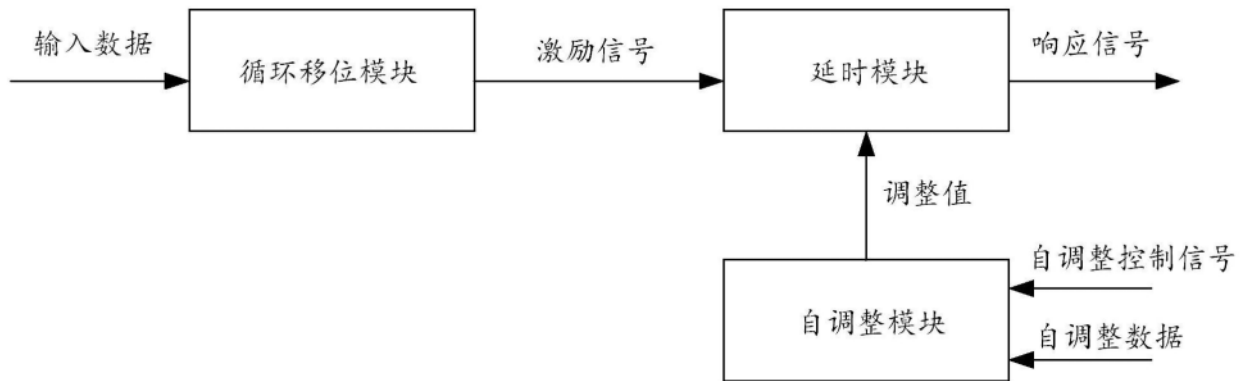 输入数据
循环移位模块
激励信号
延时模块
响应信号
调整值
自调整模块
自调整控制信号
自调整数据